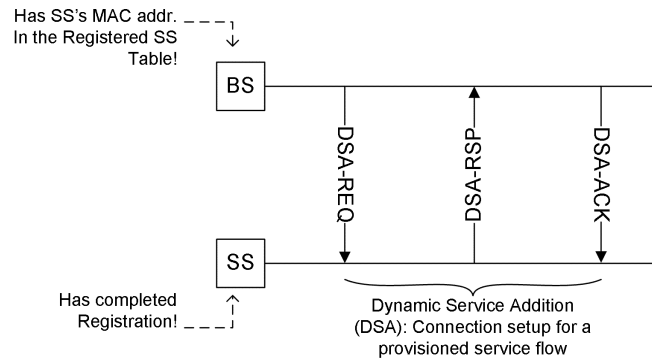 Has SS's MAC addr.
In the Registered SS
Table!
BS
DSA-REQ
DSA-RSP
DSA-ACK
SS
Has completed
Registration!
Dynamic Service Addition
(DSA): Connection setup for a
provisioned service flow